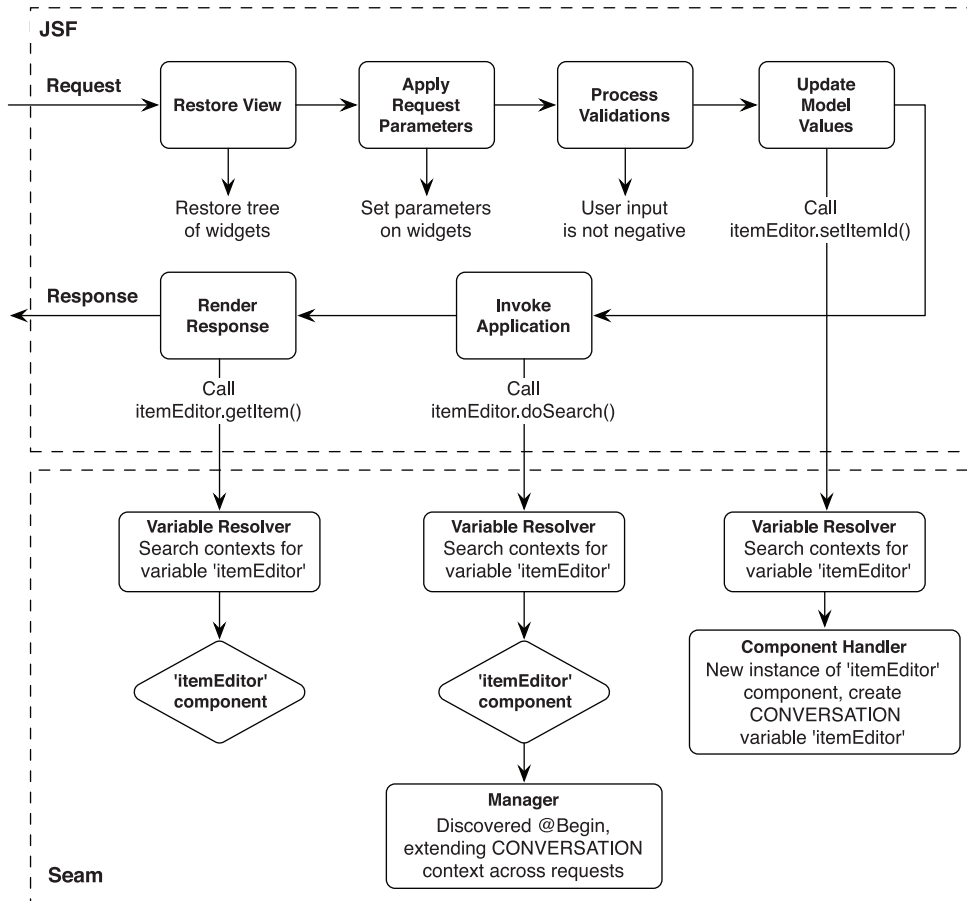 JSF
Request
Restore View
Apply
Request
Parameters
Process
Validations
Update
Model
Values
Restore tree
of widgets
Set parameters
on widgets
User input
is not negative
Call
itemEditor.setItemId()
Response
Render
Response
Invoke
Application
Call
itemEditor.getItem()
Call
itemEditor.doSearch()
Variable Resolver
Search contexts for
variable 'itemEditor'
Variable Resolver
Search contexts for
variable 'itemEditor'
Variable Resolver
Search contexts for
variable 'itemEditor'
'itemEditor'
component
'itemEditor'
component
Component Handler
New instance of 'itemEditor'
component, create
CONVERSATION
variable 'itemEditor'
Manager
Discovered @Begin,
extending CONVERSATION
context across requests
Seam